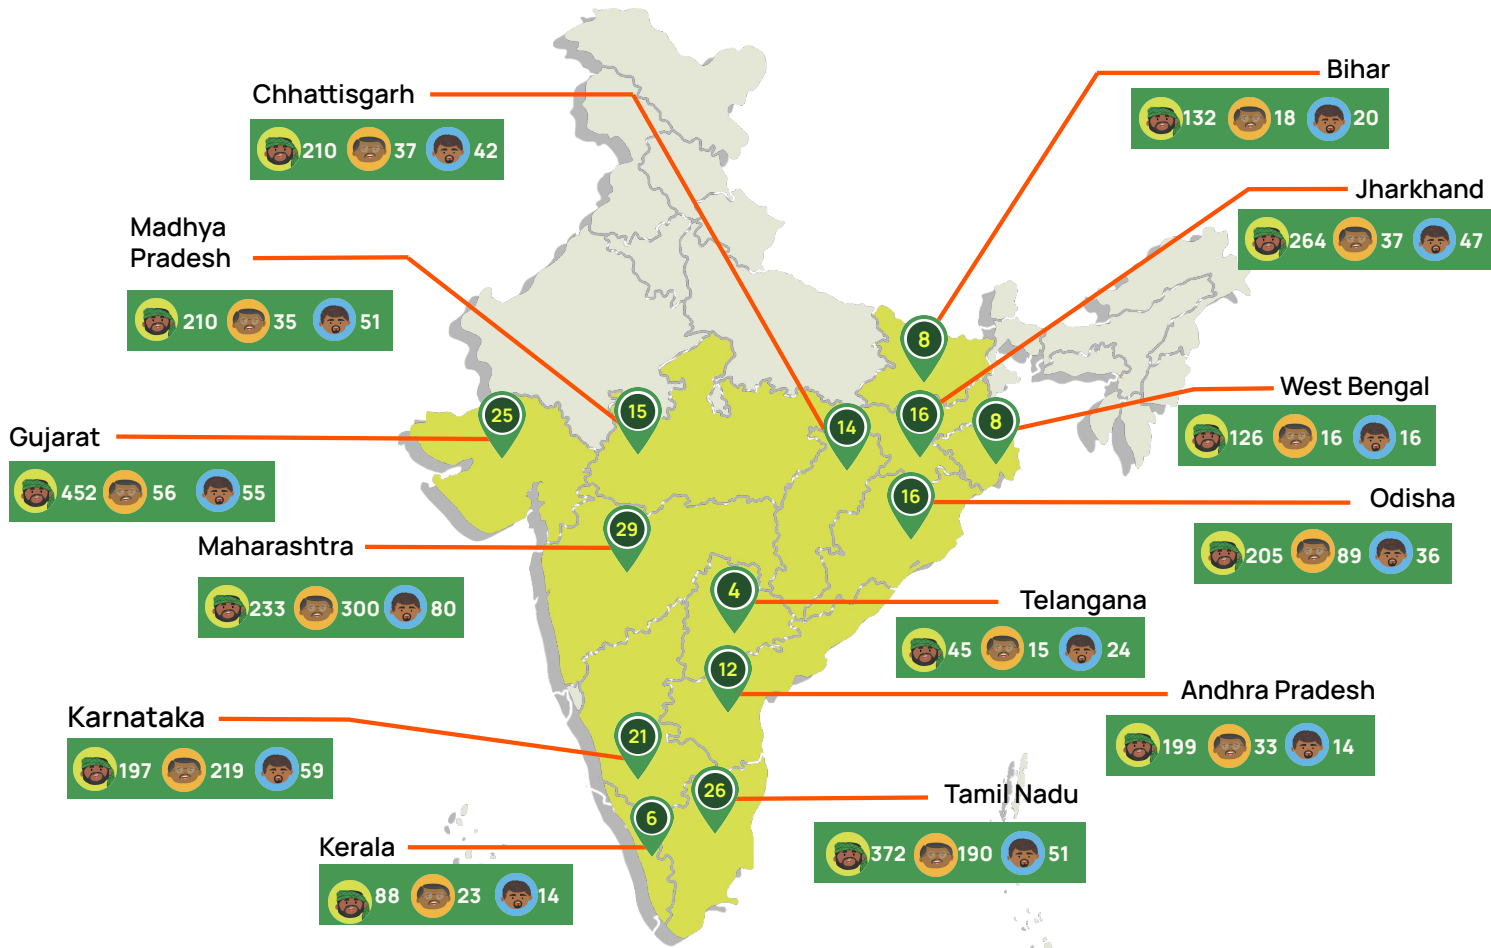 Bihar
132 18 20
Chhattisgarh
210 37 42
Jharkhand
264 37 47
Madhya
Pradesh
210 35 51
8
West Bengal
126 16 16
25
15
14
16
8
Gujarat
452 56 55
16
Odisha
205 89 36
29
Maharashtra
233 300 80
4
Telangana
45 15 24
12
Andhra Pradesh
199 33 14
Karnataka
197 219 59
21
26
Tamil Nadu
372 190 51
6
Kerala
88 23 14